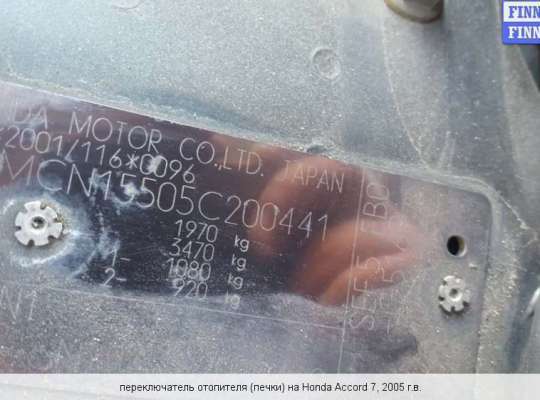 FINN
FINN
DA MOTOR CO.,LTD. JAPAN
2001/116*0096
MCN15505C200441
1970 kg
3470 kg
1- 1080 kg
2- 920 kg
переключатель отопителя (печки) на Honda Accord 7, 2005 г.в.